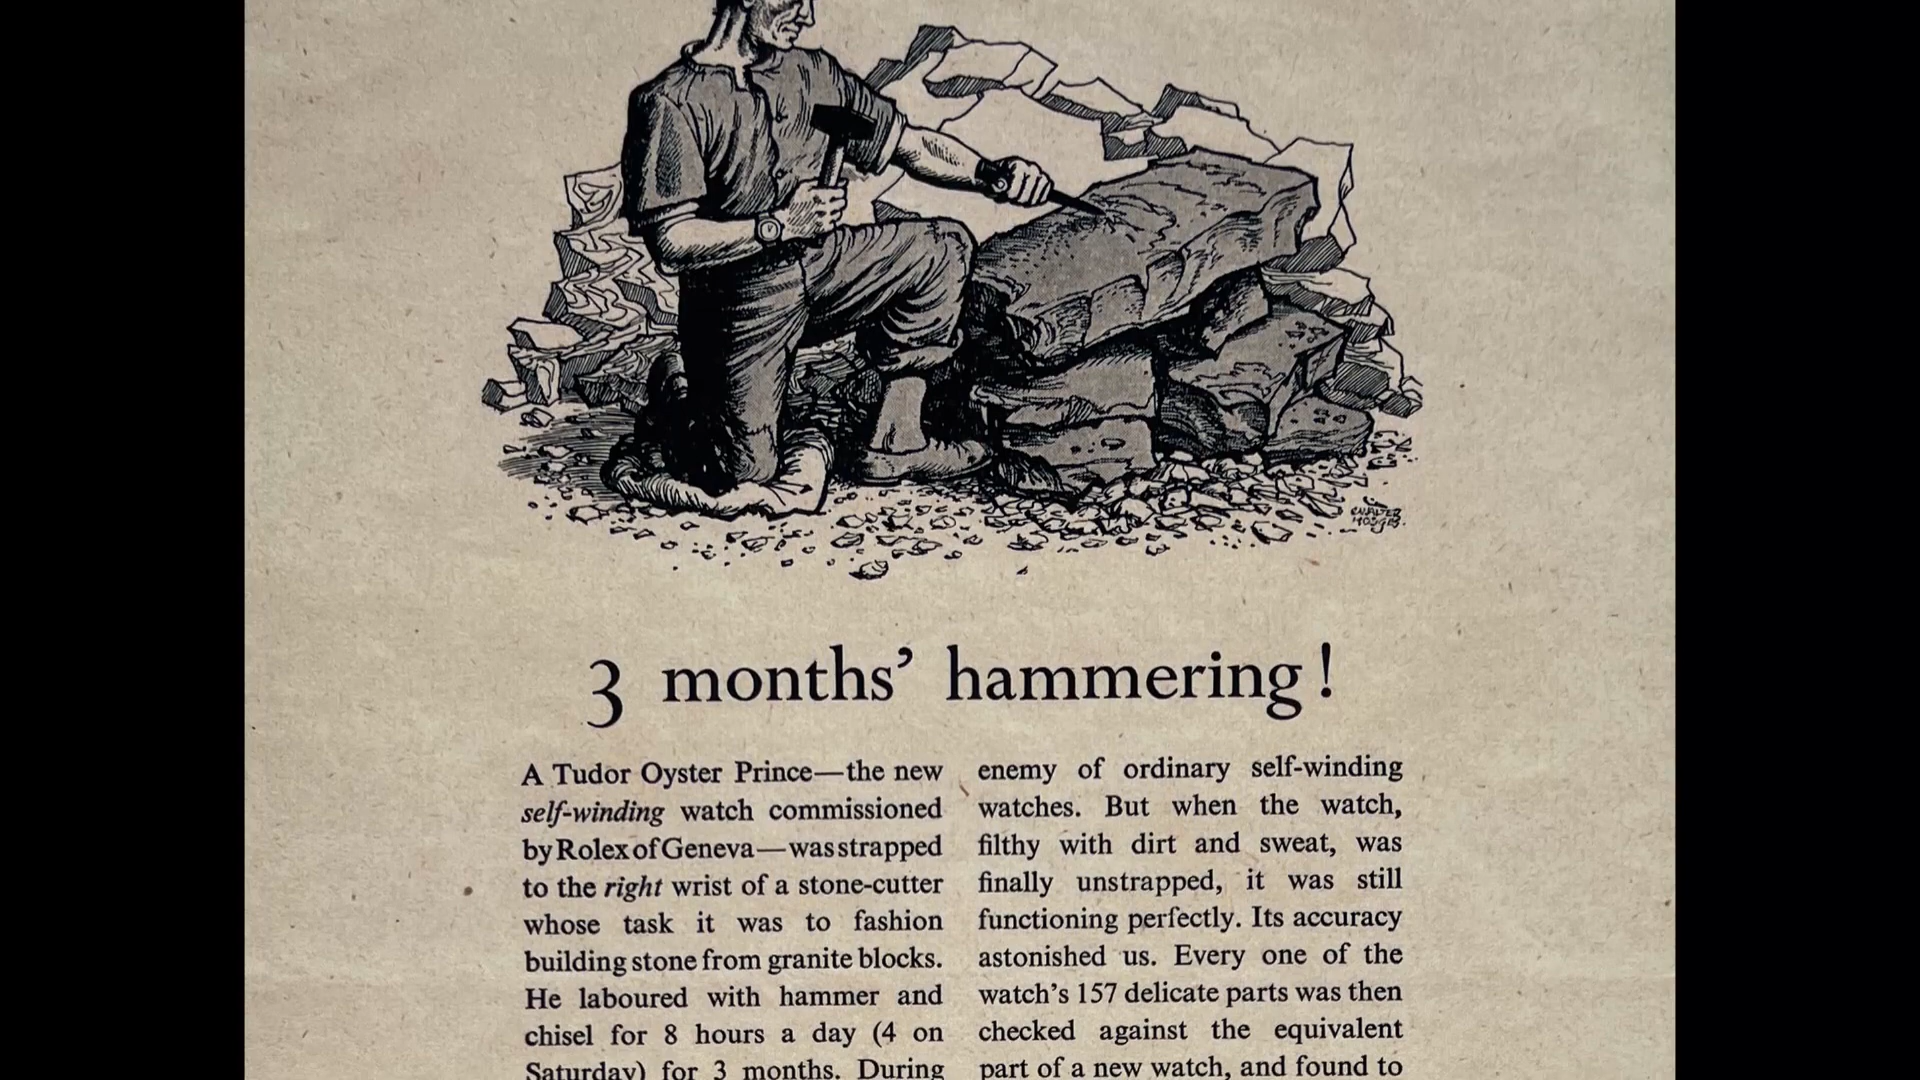 C. WALTER
HODGES.
3 months' hammering!
A Tudor Oyster Prince—the new
self-winding watch commissioned
by Rolex of Geneva—was strapped
to the right wrist of a stone-cutter
whose task it was to fashion
building stone from granite blocks.
He laboured with hammer and
chisel for 8 hours a day (4 on
Saturday) for 3 months. During
enemy of ordinary self-winding
watches. But when the watch,
filthy with dirt and sweat, was
finally unstrapped, it was still
functioning perfectly. Its accuracy
astonished us. Every one of the
watch's 157 delicate parts was then
checked against the equivalent
part of a new watch, and found to